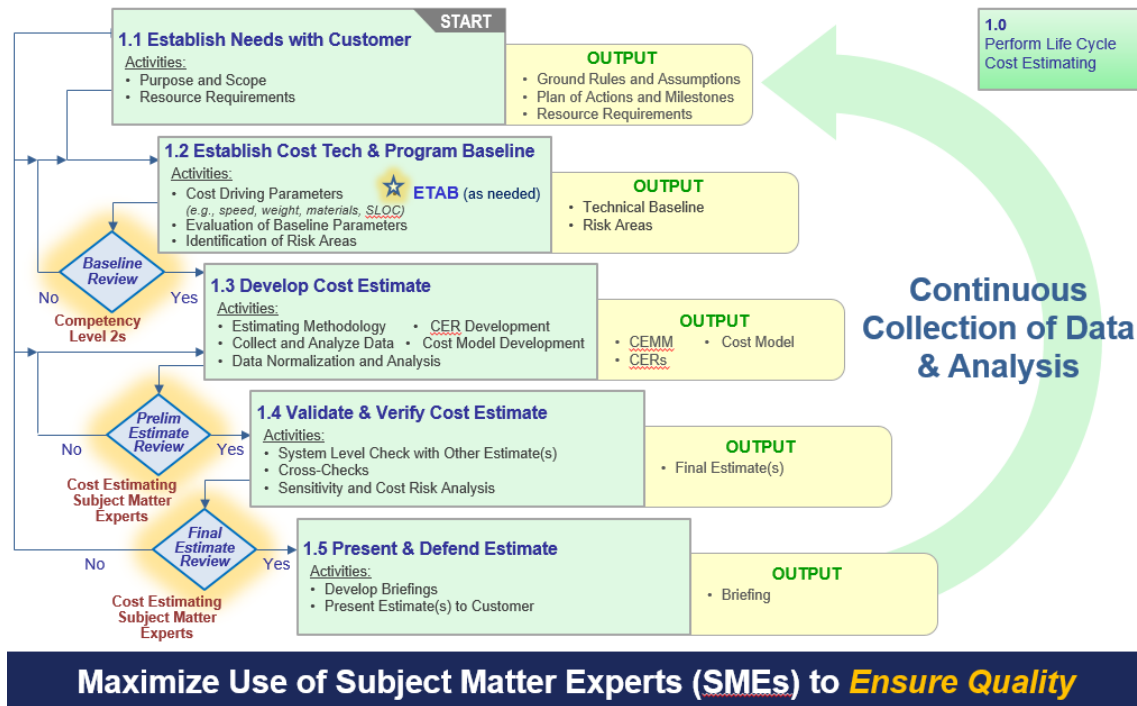 START
1.1 Establish Needs with Customer
Activities:
• Purpose and Scope
• Resource Requirements
OUTPUT
• Ground Rules and Assumptions
• Plan of Actions and Milestones
• Resource Requirements
1.0
Perform Life Cycle
Cost Estimating
1.2 Establish Cost Tech & Program Baseline
Activities:
• Cost Driving Parameters
(e.g., speed, weight, materials, SLOC)
• Evaluation of Baseline Parameters
• Identification of Risk Areas
ETAB (as needed)
OUTPUT
• Technical Baseline
• Risk Areas
Baseline
Review
No
Yes
Competency
Level 2s
1.3 Develop Cost Estimate
Activities:
• Estimating Methodology
• CER Development
• Collect and Analyze Data
• Cost Model Development
• Data Normalization and Analysis
OUTPUT
• CEMM
• Cost Model
• CERs
Continuous
Collection of Data
& Analysis
Prelim
Estimate
Review
No
Yes
Cost Estimating
Subject Matter
Experts
1.4 Validate & Verify Cost Estimate
Activities:
• System Level Check with Other Estimate(s)
• Cross-Checks
• Sensitivity and Cost Risk Analysis
OUTPUT
• Final Estimate(s)
Final
Estimate
Review
No
Yes
Cost Estimating
Subject Matter
Experts
1.5 Present & Defend Estimate
Activities:
• Develop Briefings
• Present Estimate(s) to Customer
OUTPUT
• Briefing
Maximize Use of Subject Matter Experts (SMEs) to Ensure Quality